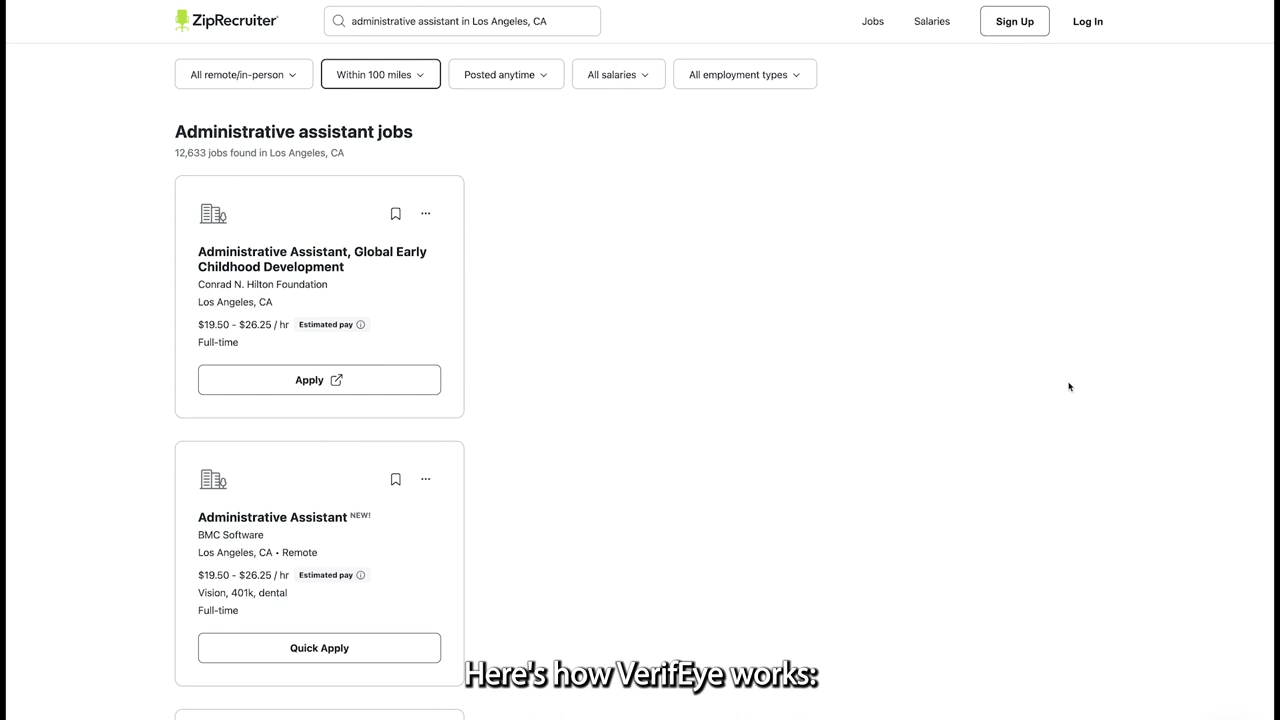 ZipRecruiter
administrative assistant in Los Angeles, CA
Jobs
Salaries
Sign Up
Log In
All remote/in-person
Within 100 miles
Posted anytime
All salaries
All employment types
Administrative assistant jobs
12,633 jobs found in Los Angeles, CA
Administrative Assistant, Global Early
Childhood Development
Conrad N. Hilton Foundation
Los Angeles, CA
$19.50 - $26.25 / hr Estimated pay
Full-time
Apply
Administrative Assistant NEW!
BMC Software
Los Angeles, CA • Remote
$19.50 - $26.25 / hr Estimated pay
Vision, 401k, dental
Full-time
Quick Apply
Here's how VerifEye works: